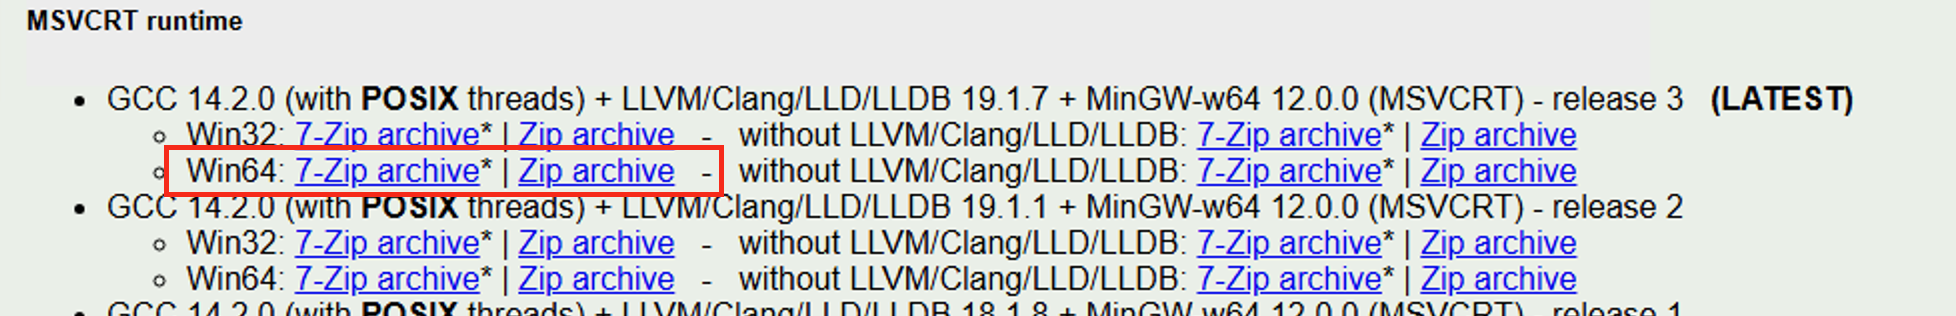 MSVCRT runtime
• GCC 14.2.0 (with POSIX threads) + LLVM/Clang/LLD/LLDB 19.1.7 + MinGW-w64 12.0.0 (MSVCRT) - release 3 (LATEST)
◦ Win32: 7-Zip archive* | Zip archive - without LLVM/Clang/LLD/LLDB: 7-Zip archive* | Zip archive
◦ Win64: 7-Zip archive* | Zip archive - without LLVM/Clang/LLD/LLDB: 7-Zip archive* | Zip archive
• GCC 14.2.0 (with POSIX threads) + LLVM/Clang/LLD/LLDB 19.1.1 + MinGW-w64 12.0.0 (MSVCRT) - release 2
◦ Win32: 7-Zip archive* | Zip archive - without LLVM/Clang/LLD/LLDB: 7-Zip archive* | Zip archive
◦ Win64: 7-Zip archive* | Zip archive - without LLVM/Clang/LLD/LLDB: 7-Zip archive* | Zip archive
• GCC 14.2.0 (with POSIX threads) + LLVM/Clang/LLD/LLDB 18.1.8 + MinGW-w64 12.0.0 (MSVCRT) - release 1